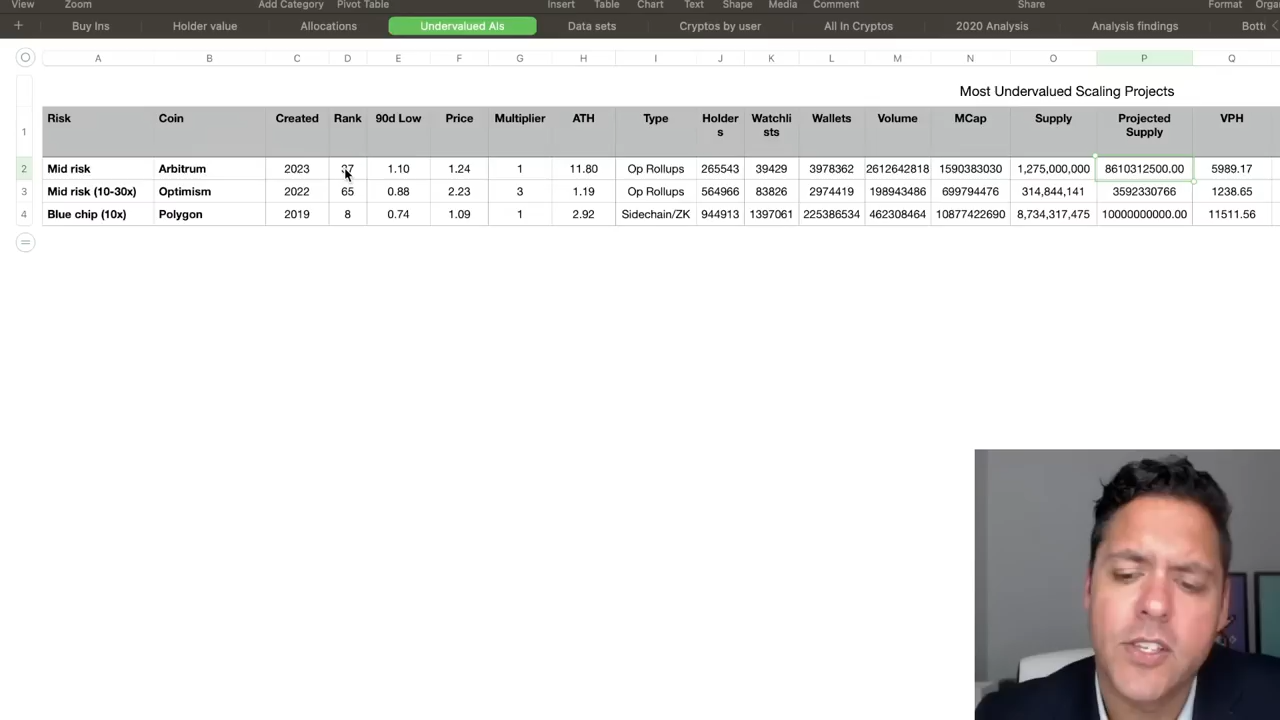 View Zoom Add Category Pivot Table Insert Table Chart Text Shape Media Comment Share Format
+ Buy Ins Holder value Allocations Undervalued AIs Data sets Cryptos by user All In Cryptos 2020 Analysis Analysis findings
A B C D E F G H I J K L M N O P Q
Most Undervalued Scaling Projects
1 Risk Coin Created Rank 90d Low Price Multiplier ATH Type Holders Watchlists Wallets Volume MCap Supply Projected Supply VPH
2 Mid risk Arbitrum 2023 37 1.10 1.24 1 11.80 Op Rollups 265543 39429 3978362 2612642818 1590383030 1,275,000,000 8610312500.00 5989.17
3 Mid risk (10-30x) Optimism 2022 65 0.88 2.23 3 1.19 Op Rollups 564966 83826 2974419 198943486 699794476 314,844,141 3592330766 1238.65
4 Blue chip (10x) Polygon 2019 8 0.74 1.09 1 2.92 Sidechain/ZK 944913 1397061 225386534 462308464 10877422690 8,734,317,475 10000000000.00 11511.56